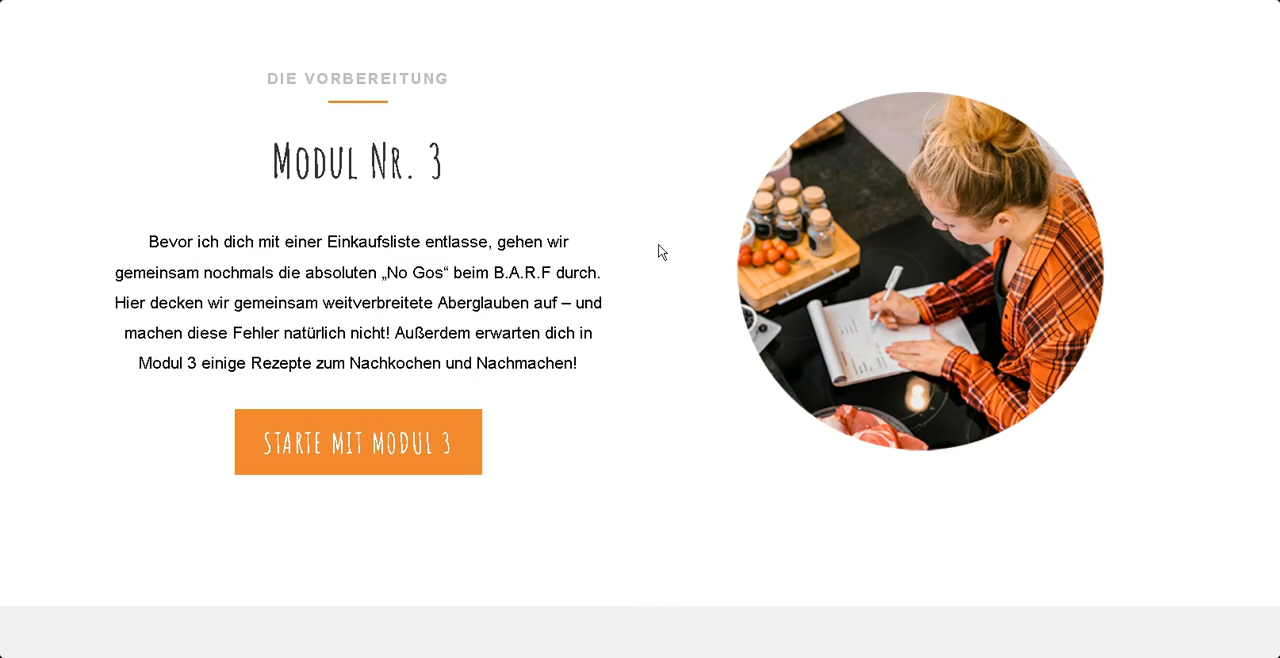 DIE VORBEREITUNG
Modul Nr. 3
Bevor ich dich mit einer Einkaufsliste entlasse, gehen wir
gemeinsam nochmals die absoluten „No Gos“ beim B.A.R.F durch.
Hier decken wir gemeinsam weitverbreitete Aberglauben auf – und
machen diese Fehler natürlich nicht! Außerdem erwarten dich in
Modul 3 einige Rezepte zum Nachkochen und Nachmachen!
STARTE MIT MODUL 3